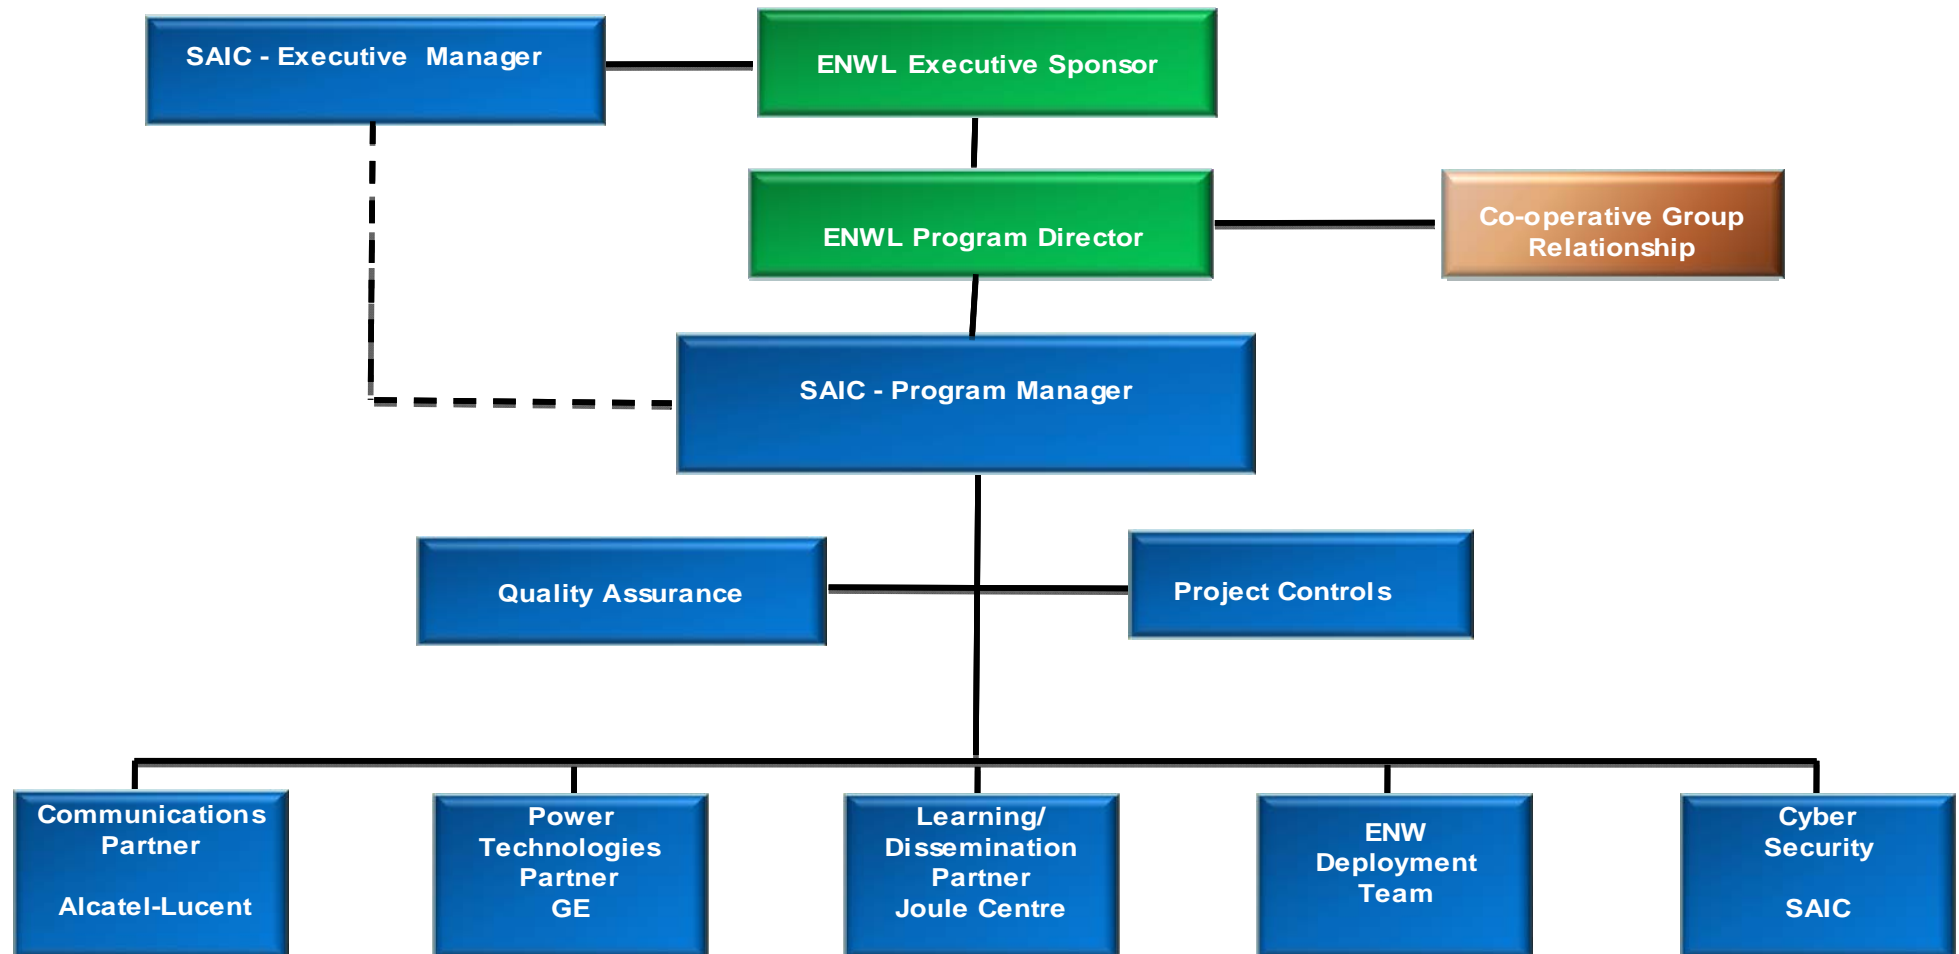 SAIC - Executive Manager
ENWL Executive Sponsor
ENWL Program Director
Co-operative Group
Relationship
SAIC - Program Manager
Quality Assurance
Project Controls
Communications
Partner
Alcatel-Lucent
Power
Technologies
Partner
GE
Learning/
Dissemination
Partner
Joule Centre
ENW
Deployment
Team
Cyber
Security
SAIC